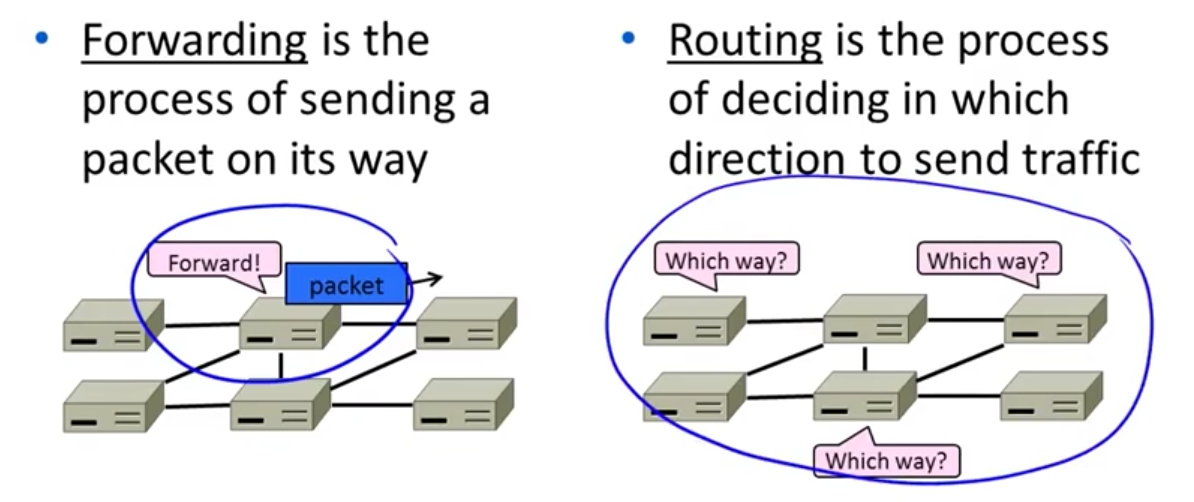 • Forwarding is the
process of sending a
packet on its way
Forward!
packet
• Routing is the process
of deciding in which
direction to send traffic
Which way?
Which way?
Which way?